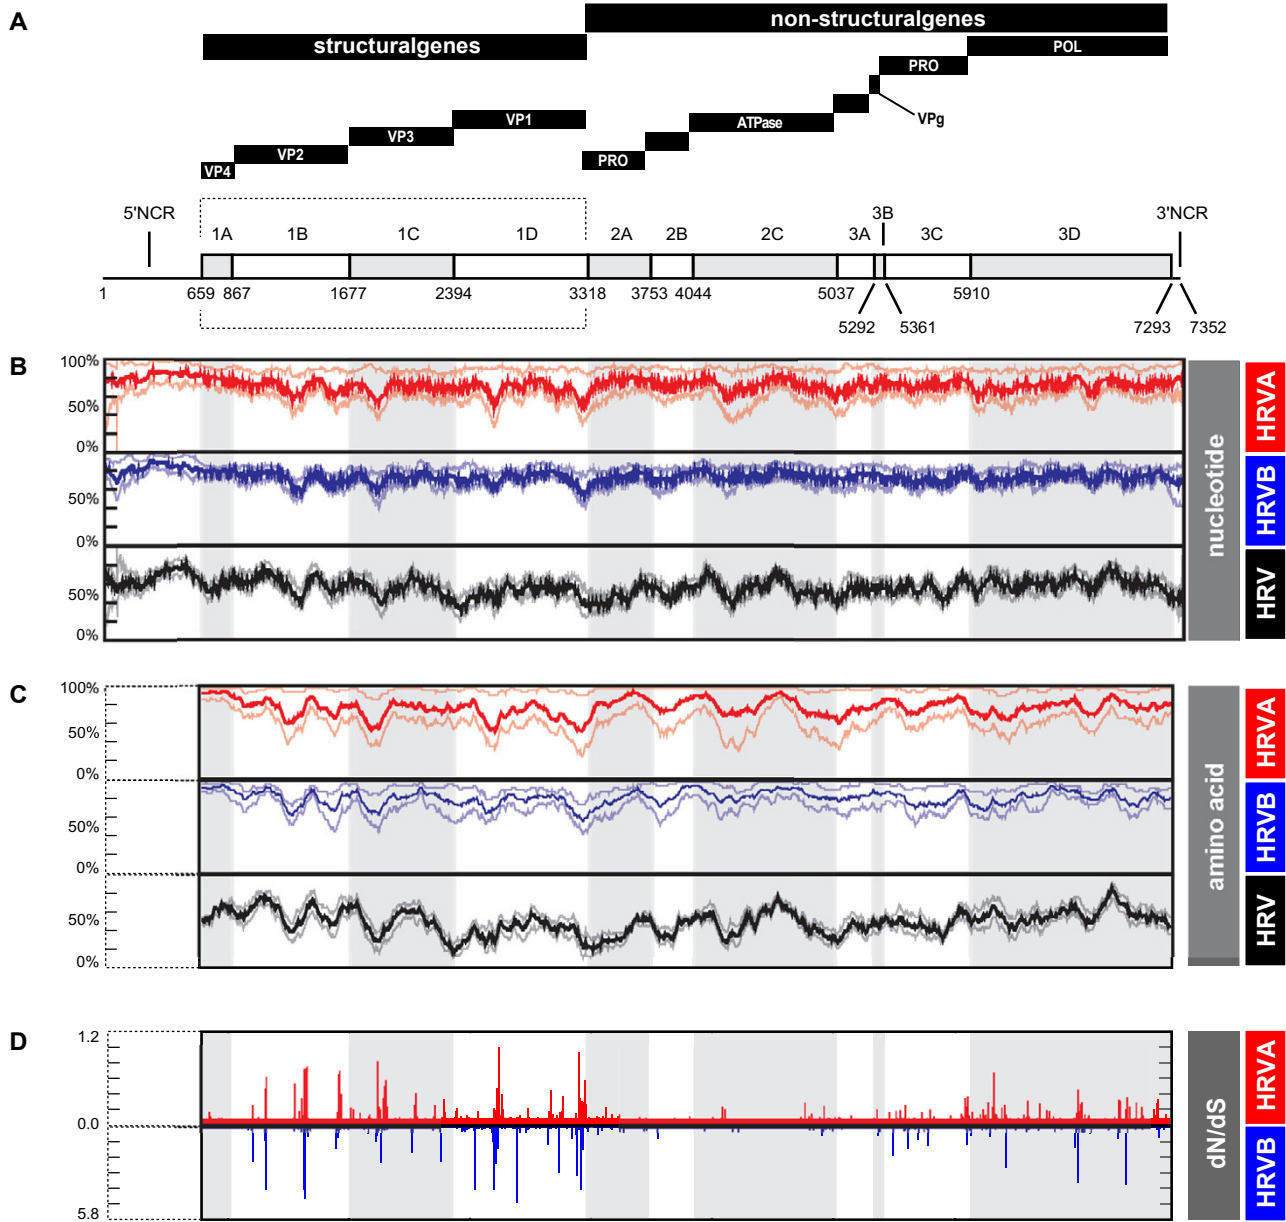 A
non-structuralgenes
structuralgenes
POL
PRO
VPg
VP1
ATPase
VP3
VP2
PRO
VP4
5'NCR
3B
3'NCR
1A 1B 1C 1D 2A 2B 2C 3A 3C 3D
1 659 867 1677 2394 3318 3753 4044 5037 5910
5292 5361 7293 7352
B
100%
50%
0%
50%
0%
50%
0%
nucleotide
HRVA
HRVB
HRV
C
100%
50%
0%
50%
0%
50%
0%
amino acid
HRVA
HRVB
HRV
D
1.2
0.0
5.8
dN/dS
HRVA
HRVB